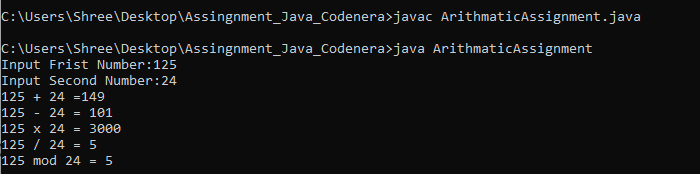 C:\Users\Shree\Desktop\Assingnment_Java_Codenera>javac ArithmaticAssignment.java
C:\Users\Shree\Desktop\Assingnment_Java_Codenera>java ArithmaticAssignment
Input Frist Number:125
Input Second Number:24
125 + 24 =149
125 - 24 = 101
125 x 24 = 3000
125 / 24 = 5
125 mod 24 = 5